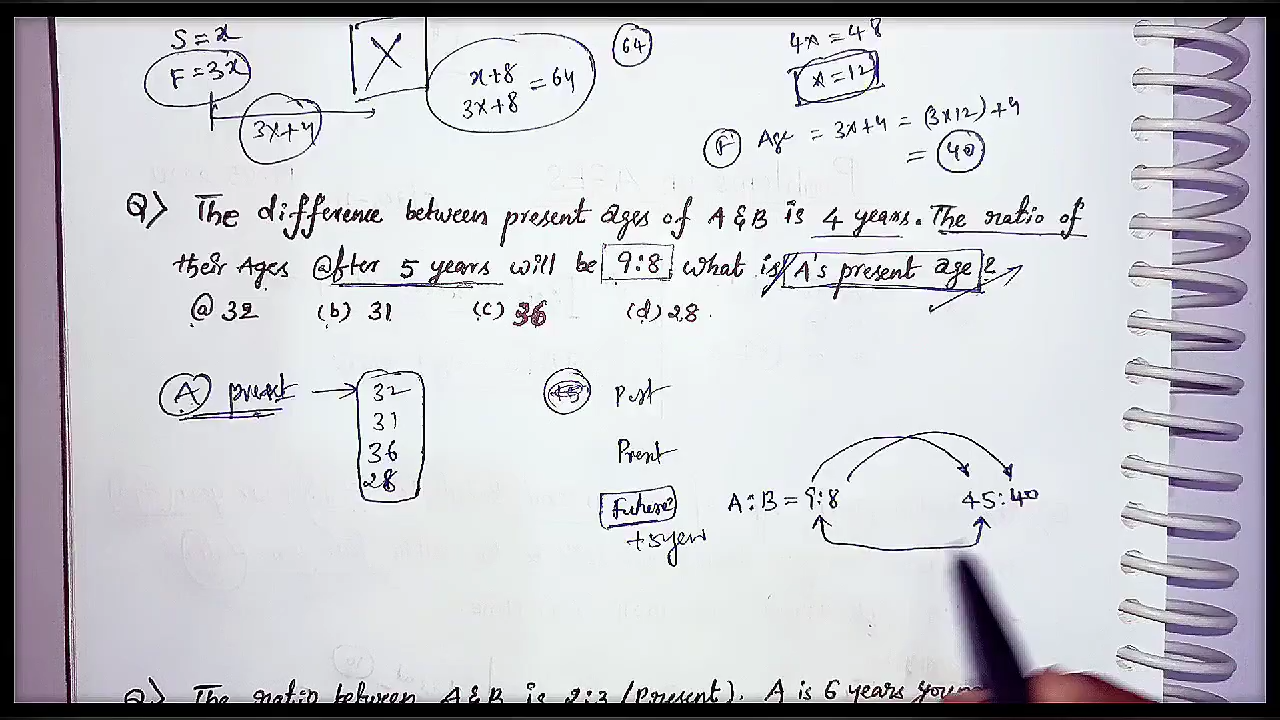 S = x
F = 3x
X
3x+4
x+8
3x+8 = 64
64
4x = 48
x = 12
F Age = 3x+4 = (3x12)+4
= 40
Q) The difference between present ages of A & B is 4 years. The ratio of
their Ages after 5 years will be 9:8 what is A's present age ?
(a) 32 (b) 31 (c) 36 (d) 28
A present → 32
31
36
28
Past
Present
Future
+5 years
A:B = 9:8 45:40
Q) The ratio between A & B is 2:3 (Present). A is 6 years